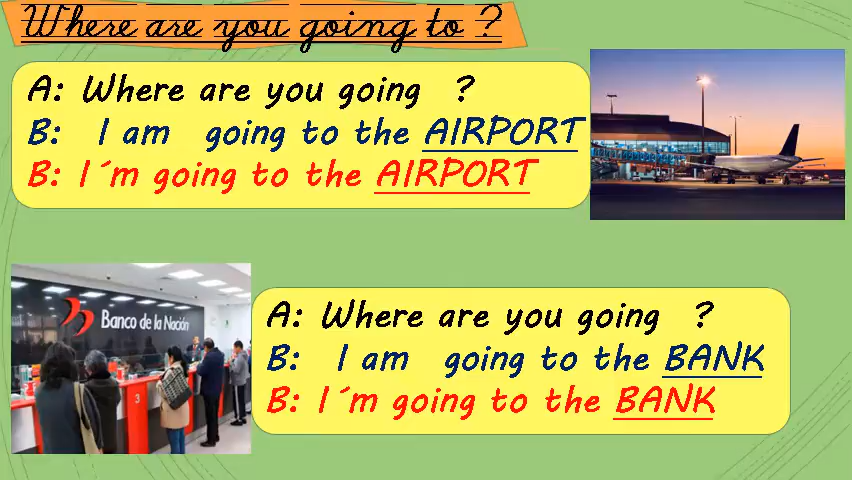 Where are you going to ?
A: Where are you going ?
B: I am going to the AIRPORT
B: I´m going to the AIRPORT
Banco de la Nación
3
A: Where are you going ?
B: I am going to the BANK
B: I´m going to the BANK